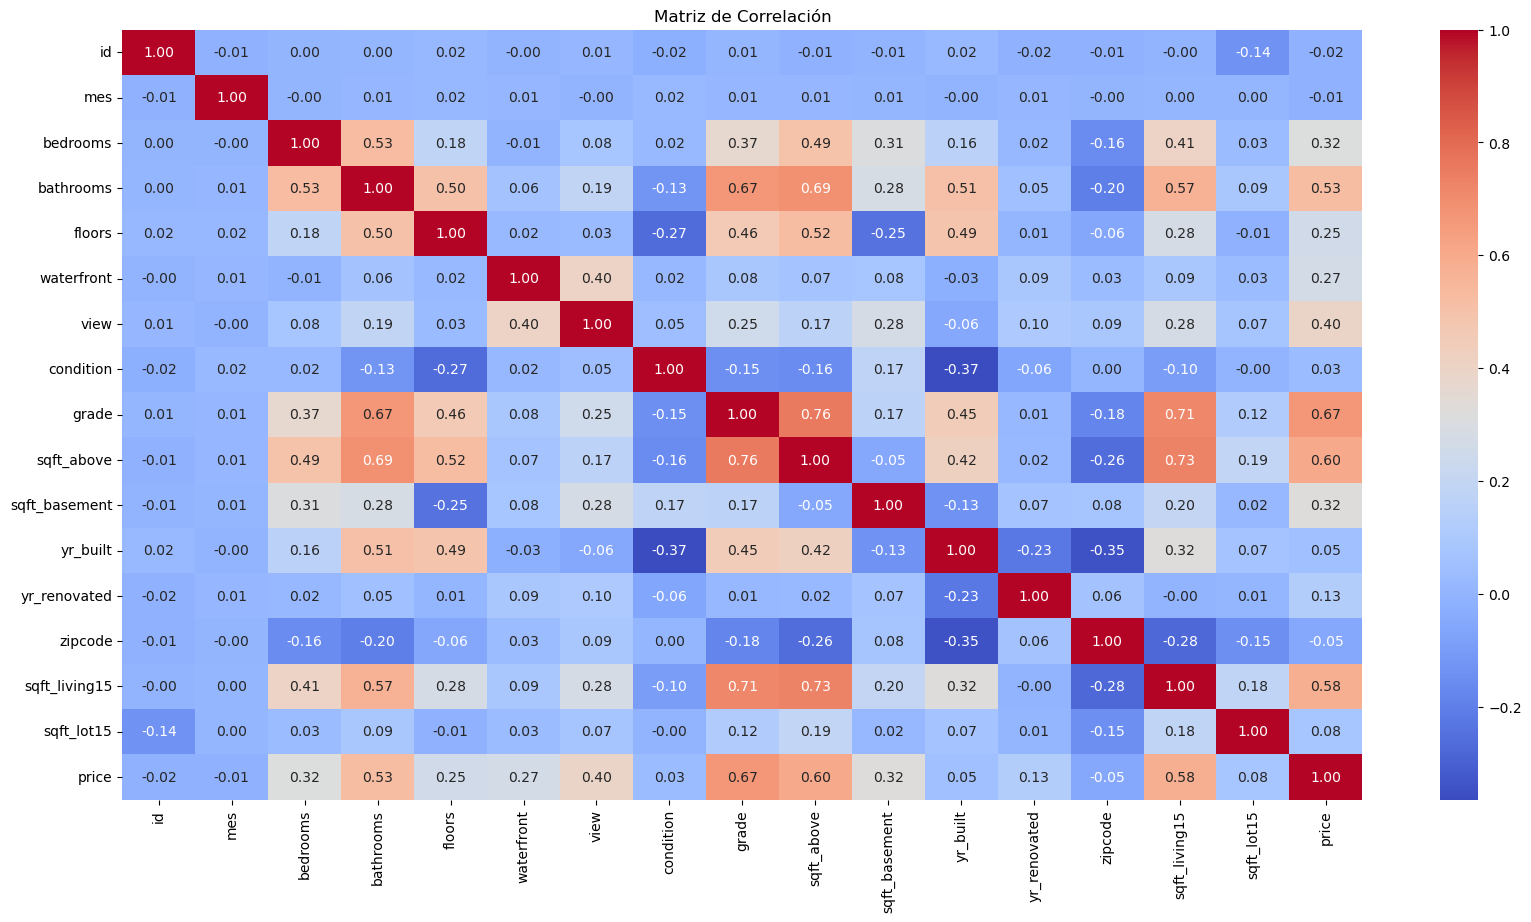 Matriz de Correlación
id 1.00 -0.01 0.00 0.00 0.02 -0.00 0.01 -0.02 0.01 -0.01 -0.01 0.02 -0.02 -0.01 -0.00 -0.14 -0.02
mes -0.01 1.00 -0.00 0.01 0.02 0.01 -0.00 0.02 0.01 0.01 0.01 -0.00 0.01 -0.00 0.00 0.00 -0.01
bedrooms 0.00 -0.00 1.00 0.53 0.18 -0.01 0.08 0.02 0.37 0.49 0.31 0.16 0.02 -0.16 0.41 0.03 0.32
bathrooms 0.00 0.01 0.53 1.00 0.50 0.06 0.19 -0.13 0.67 0.69 0.28 0.51 0.05 -0.20 0.57 0.09 0.53
floors 0.02 0.02 0.18 0.50 1.00 0.02 0.03 -0.27 0.46 0.52 -0.25 0.49 0.01 -0.06 0.28 -0.01 0.25
waterfront -0.00 0.01 -0.01 0.06 0.02 1.00 0.40 0.02 0.08 0.07 0.08 -0.03 0.09 0.03 0.09 0.03 0.27
view 0.01 -0.00 0.08 0.19 0.03 0.40 1.00 0.05 0.25 0.17 0.28 -0.06 0.10 0.09 0.28 0.07 0.40
condition -0.02 0.02 0.02 -0.13 -0.27 0.02 0.05 1.00 -0.15 -0.16 0.17 -0.37 -0.06 0.00 -0.10 -0.00 0.03
grade 0.01 0.01 0.37 0.67 0.46 0.08 0.25 -0.15 1.00 0.76 0.17 0.45 0.01 -0.18 0.71 0.12 0.67
sqft_above -0.01 0.01 0.49 0.69 0.52 0.07 0.17 -0.16 0.76 1.00 -0.05 0.42 0.02 -0.26 0.73 0.19 0.60
sqft_basement -0.01 0.01 0.31 0.28 -0.25 0.08 0.28 0.17 0.17 -0.05 1.00 -0.13 0.07 0.08 0.20 0.02 0.32
yr_built 0.02 -0.00 0.16 0.51 0.49 -0.03 -0.06 -0.37 0.45 0.42 -0.13 1.00 -0.23 -0.35 0.32 0.07 0.05
yr_renovated -0.02 0.01 0.02 0.05 0.01 0.09 0.10 -0.06 0.01 0.02 0.07 -0.23 1.00 0.06 -0.00 0.01 0.13
zipcode -0.01 -0.00 -0.16 -0.20 -0.06 0.03 0.09 0.00 -0.18 -0.26 0.08 -0.35 0.06 1.00 -0.28 -0.15 -0.05
sqft_living15 -0.00 0.00 0.41 0.57 0.28 0.09 0.28 -0.10 0.71 0.73 0.20 0.32 -0.00 -0.28 1.00 0.18 0.58
sqft_lot15 -0.14 0.00 0.03 0.09 -0.01 0.03 0.07 -0.00 0.12 0.19 0.02 0.07 0.01 -0.15 0.18 1.00 0.08
price -0.02 -0.01 0.32 0.53 0.25 0.27 0.40 0.03 0.67 0.60 0.32 0.05 0.13 -0.05 0.58 0.08 1.00
id mes bedrooms bathrooms floors waterfront view condition grade sqft_above sqft_basement yr_built yr_renovated zipcode sqft_living15 sqft_lot15 price
1.0
0.8
0.6
0.4
0.2
0.0
−0.2